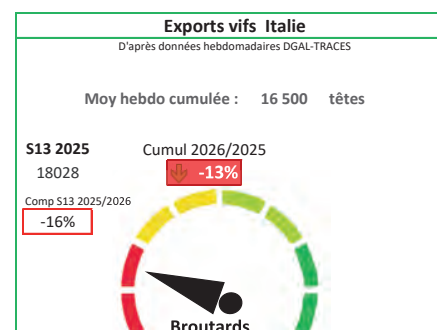 Exports vifs Italie
D'après données hebdomadaires DGAL-TRACES
Moy hebdo cumulée : 16 500 têtes
S13 2025 Cumul 2026/2025
18028 -13%
Comp S13 2025/2026
-16%
Broutards